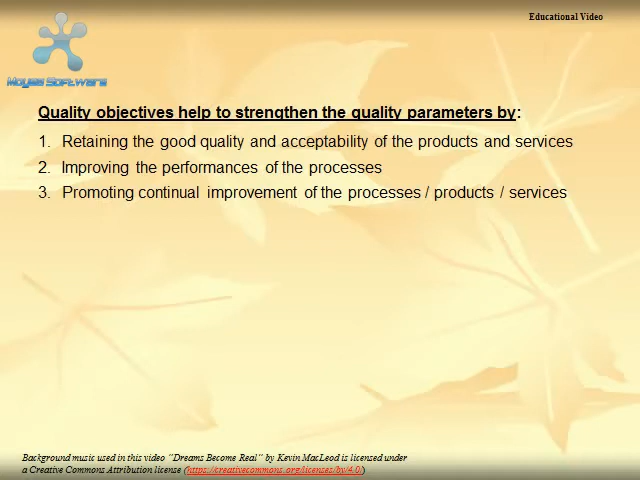 Educational Video
Moyea Software
Quality objectives help to strengthen the quality parameters by:
1. Retaining the good quality and acceptability of the products and services
2. Improving the performances of the processes
3. Promoting continual improvement of the processes / products / services
Background music used in this video "Dreams Become Real" by Kevin MacLeod is licensed under
a Creative Commons Attribution license (https://creativecommons.org/licenses/by/4.0/)